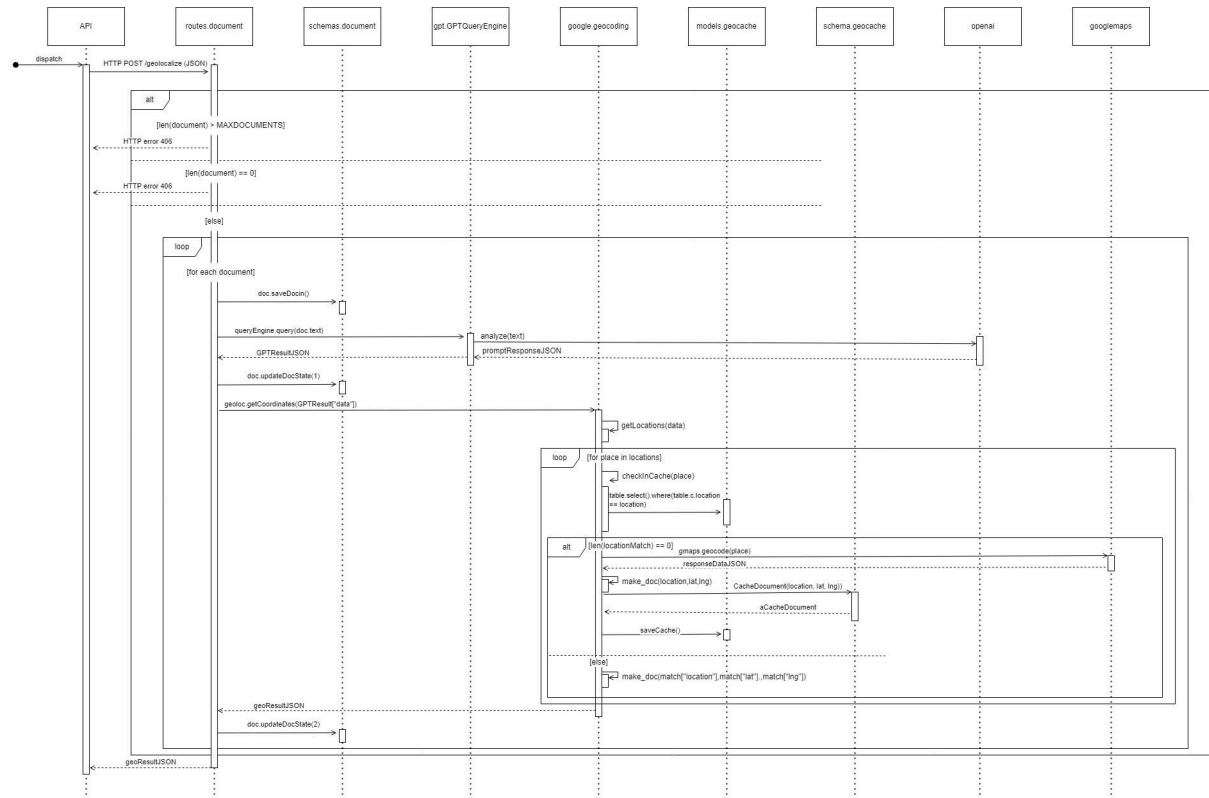 API
routes.document
schemas.document
gpt.GPTQueryEngine
google.geocoding
models.geocache
schema.geocache
openai
googlemaps
dispatch
HTTP POST /geolocalize (JSON)
alt
[len(document) > MAXDOCUMENTS]
HTTP error 406
[len(document) == 0]
HTTP error 406
[else]
loop
[for each document]
doc.saveDocin()
queryEngine.query(doc.text)
analyze(text)
GPTResultJSON
promptResponseJSON
doc.updateDocState(1)
geoloc.getCoordinates(GPTResult["data"])
getLocations(data)
loop
[for place in locations]
checkInCache(place)
table.select().where(table.c.location
== location)
alt
[len(locationMatch) == 0]
gmaps.geocode(place)
responseDataJSON
make_doc(location,lat,lng)
CacheDocument(location, lat, lng))
aCacheDocument
saveCache()
[else]
make_doc(match["location"],match["lat"].,match["lng"])
geoResultJSON
doc.updateDocState(2)
geoResultJSON